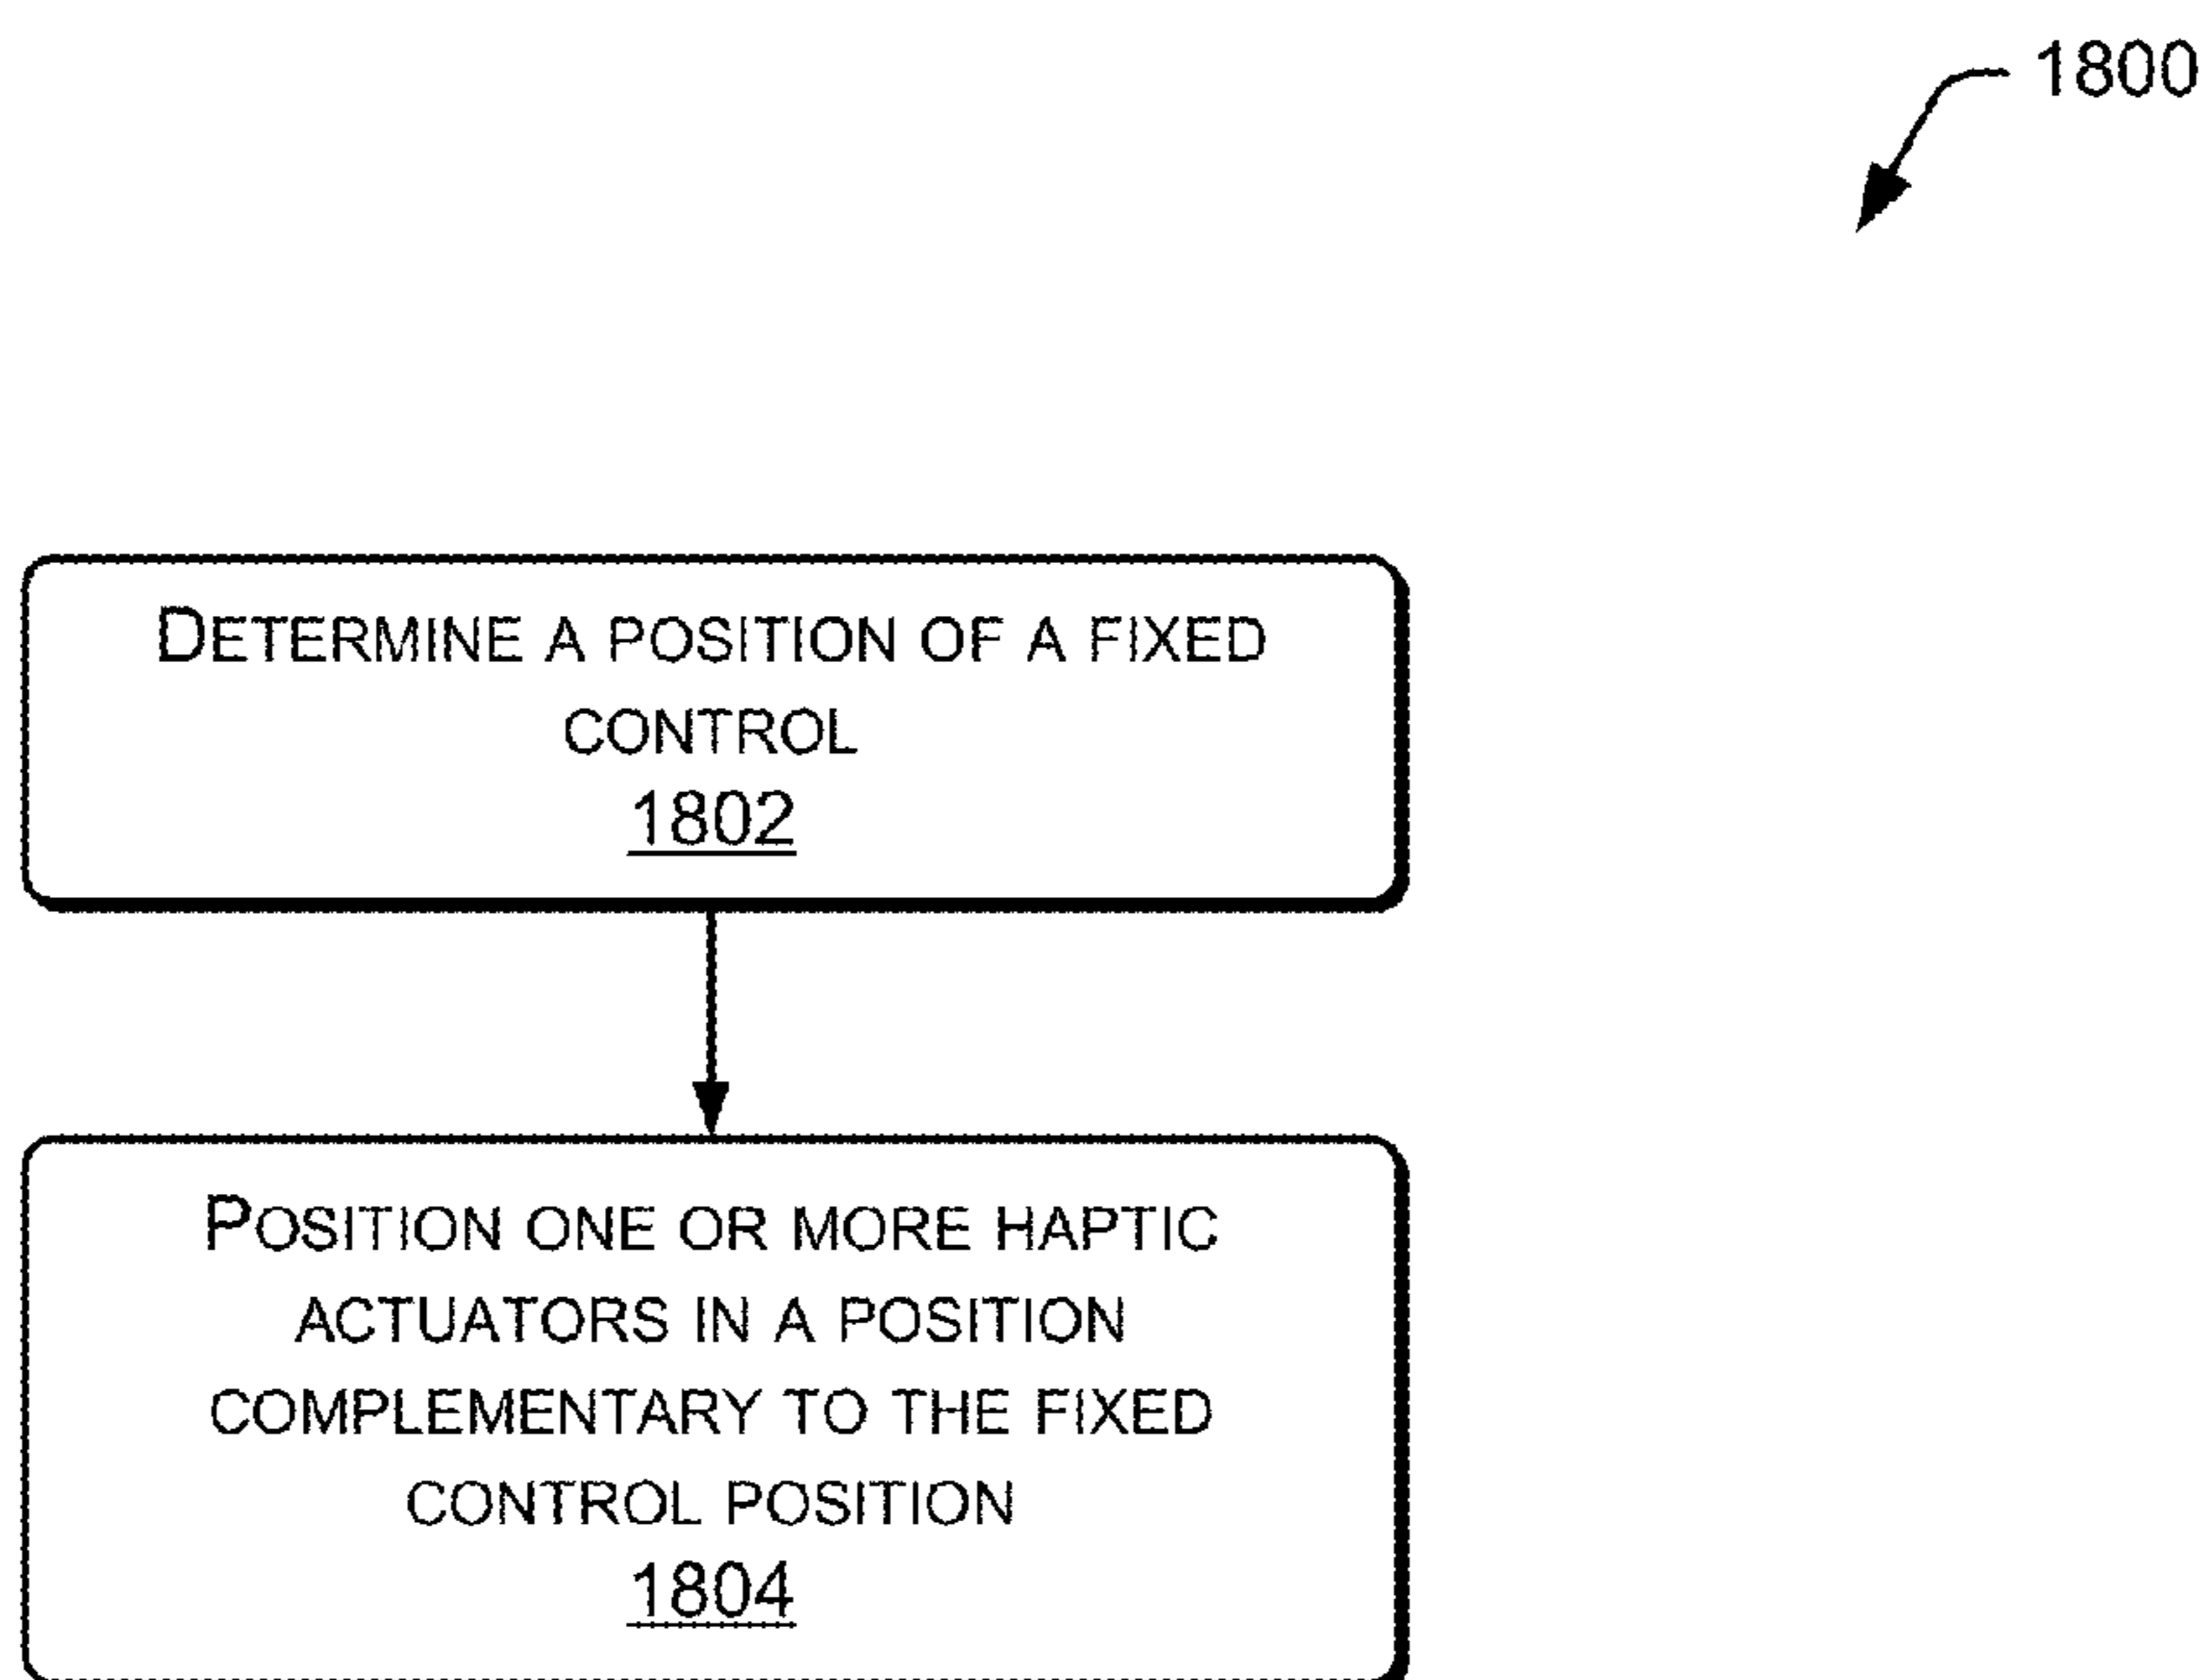 1800
DETERMINE A POSITION OF A FIXED
CONTROL
1802
POSITION ONE OR MORE HAPTIC
ACTUATORS IN A POSITION
COMPLEMENTARY TO THE FIXED
CONTROL POSITION
1804